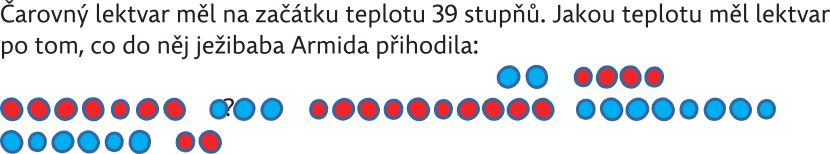 Čarovný lektvar měl na začátku teplotu 39 stupňů. Jakou teplotu měl lektvar
po tom, co do něj ježibaba Armida přihodila:
?